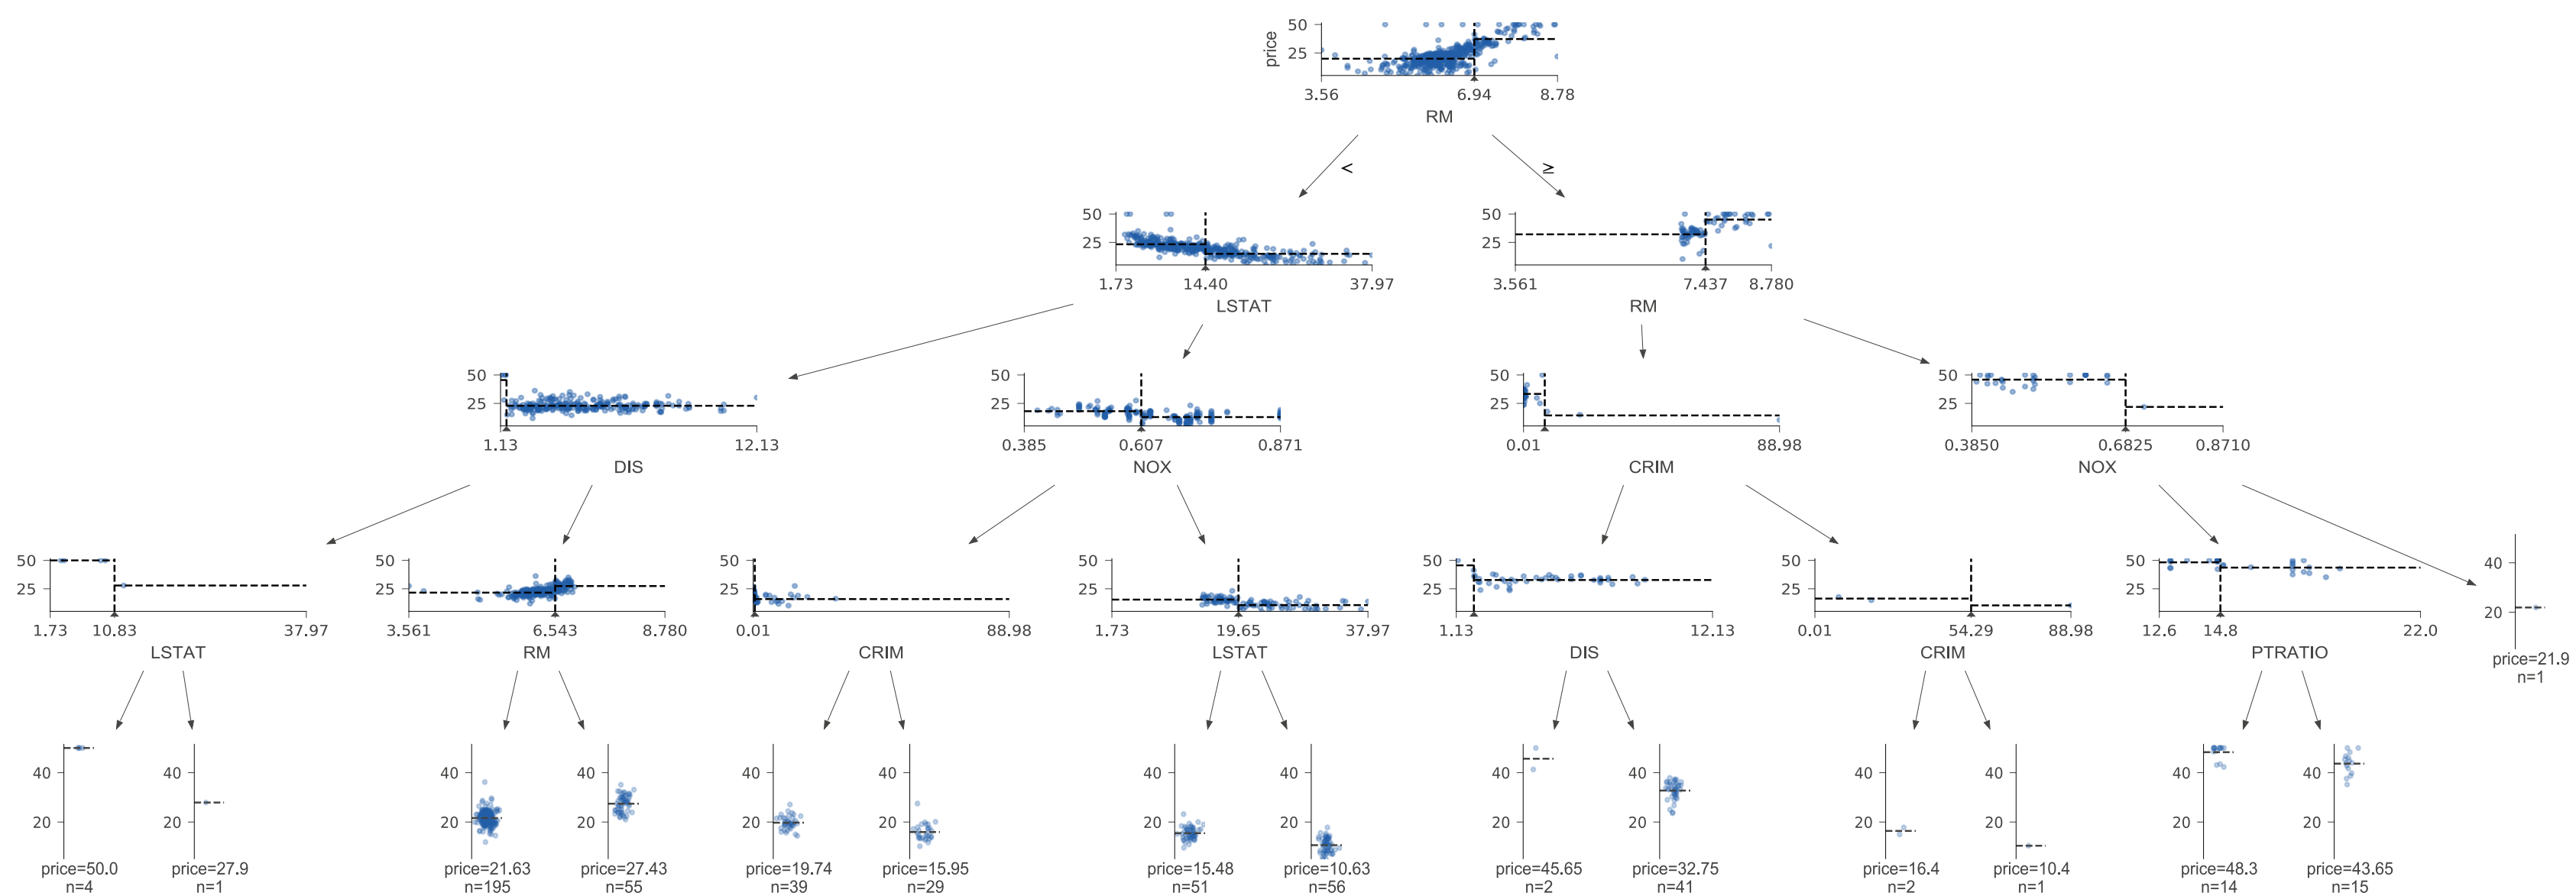 50
price
25
3.56 6.94 8.78
RM
< ≥
50 50
25 25
1.73 14.40 37.97 3.561 7.437 8.780
LSTAT RM
50 50 50 50
25 25 25 25
1.13 12.13 0.385 0.607 0.871 0.01 88.98 0.3850 0.6825 0.8710
DIS NOX CRIM NOX
50 50 50 50 50 50 50 40
25 25 25 25 25 25 25 20
1.73 10.83 37.97 3.561 6.543 8.780 0.01 88.98 1.73 19.65 37.97 1.13 12.13 0.01 54.29 88.98 12.6 14.8 22.0
LSTAT RM CRIM LSTAT DIS CRIM PTRATIO price=21.9
n=1
40 40 40 40 40 40 40 40 40 40 40 40 40 40
20 20 20 20 20 20 20 20 20 20 20 20 20 20
price=50.0 price=27.9 price=21.63 price=27.43 price=19.74 price=15.95 price=15.48 price=10.63 price=45.65 price=32.75 price=16.4 price=10.4 price=48.3 price=43.65
n=4 n=1 n=195 n=55 n=39 n=29 n=51 n=56 n=2 n=41 n=2 n=1 n=14 n=15